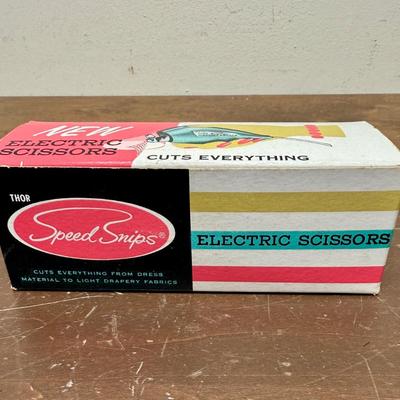 NEW
ELECTRIC
SCISSORS
CUTS EVERYTHING
THOR
Speed Snips®
ELECTRIC SCISSORS
CUTS EVERYTHING FROM DRESS
MATERIAL TO LIGHT DRAPERY FABRICS